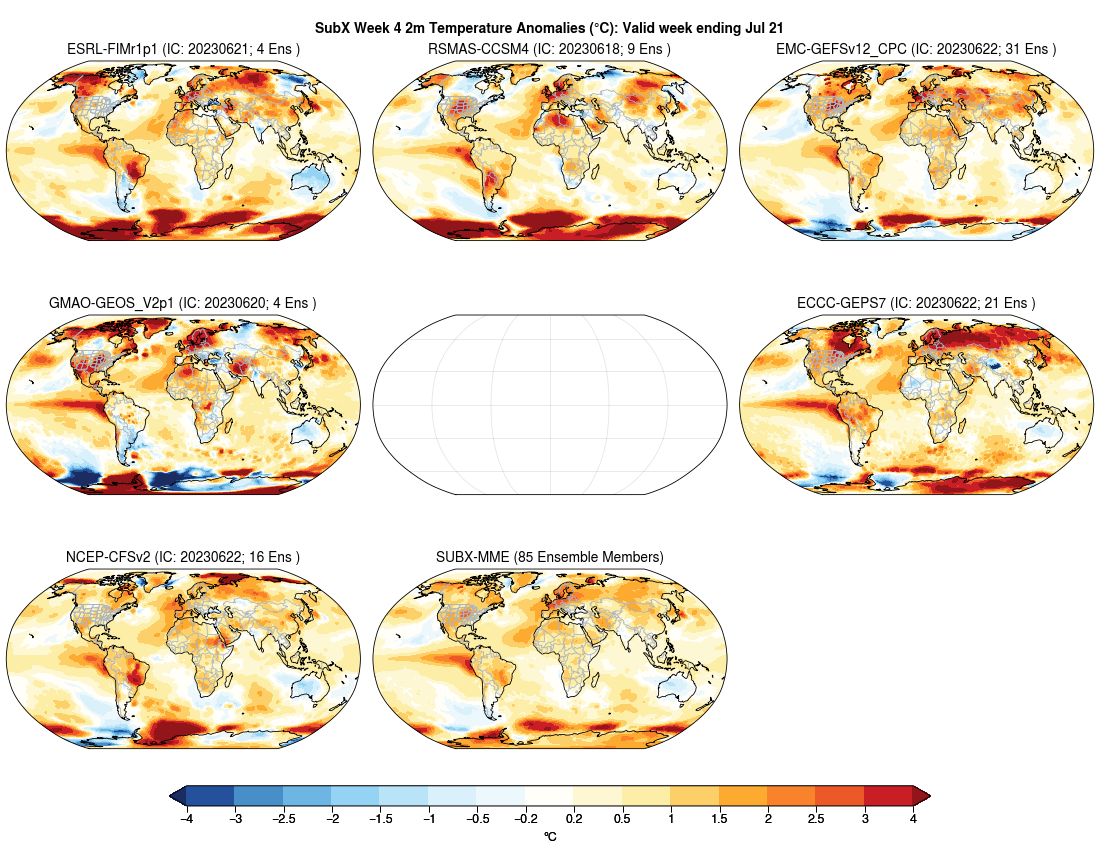 SubX Week 4 2m Temperature Anomalies (°C): Valid week ending Jul 21
ESRL-FIMr1p1 (IC: 20230621; 4 Ens )
RSMAS-CCSM4 (IC: 20230618; 9 Ens )
EMC-GEFSv12_CPC (IC: 20230622; 31 Ens )
GMAO-GEOS_V2p1 (IC: 20230620; 4 Ens )
ECCC-GEPS7 (IC: 20230622; 21 Ens )
NCEP-CFSv2 (IC: 20230622; 16 Ens )
SUBX-MME (85 Ensemble Members)
−4 −3 −2.5 −2 −1.5 −1 −0.5 −0.2 0.2 0.5 1 1.5 2 2.5 3 4
°C